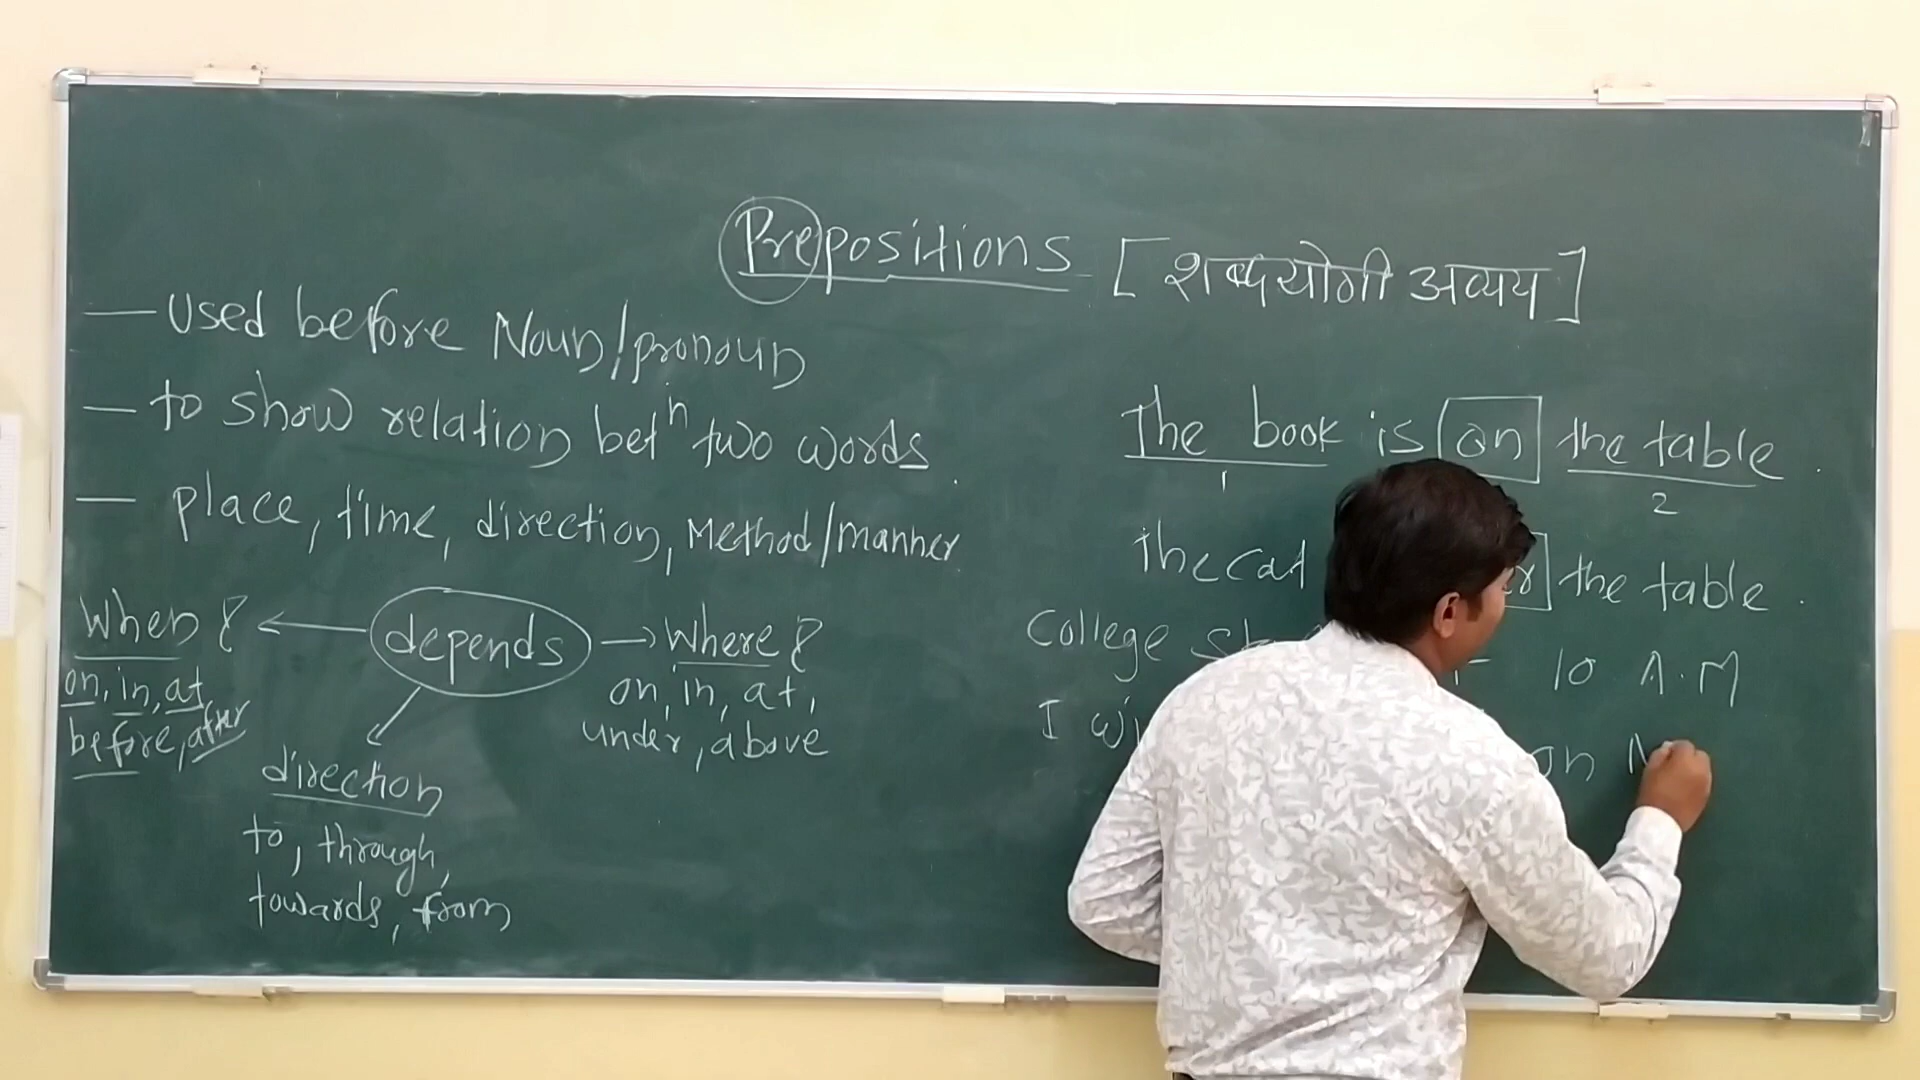 Prepositions [शब्दयोगी अव्यय]
— used before Noun/pronoun
— to show relation betn two words.
— place, time, direction, Method/manner
When? ← depends → Where?
on, in, at,
before, after
on, in, at,
under, above
direction
to, through,
towards, from
The book is on the table.
1 2
The cat the table.
College 10 A.M
I on